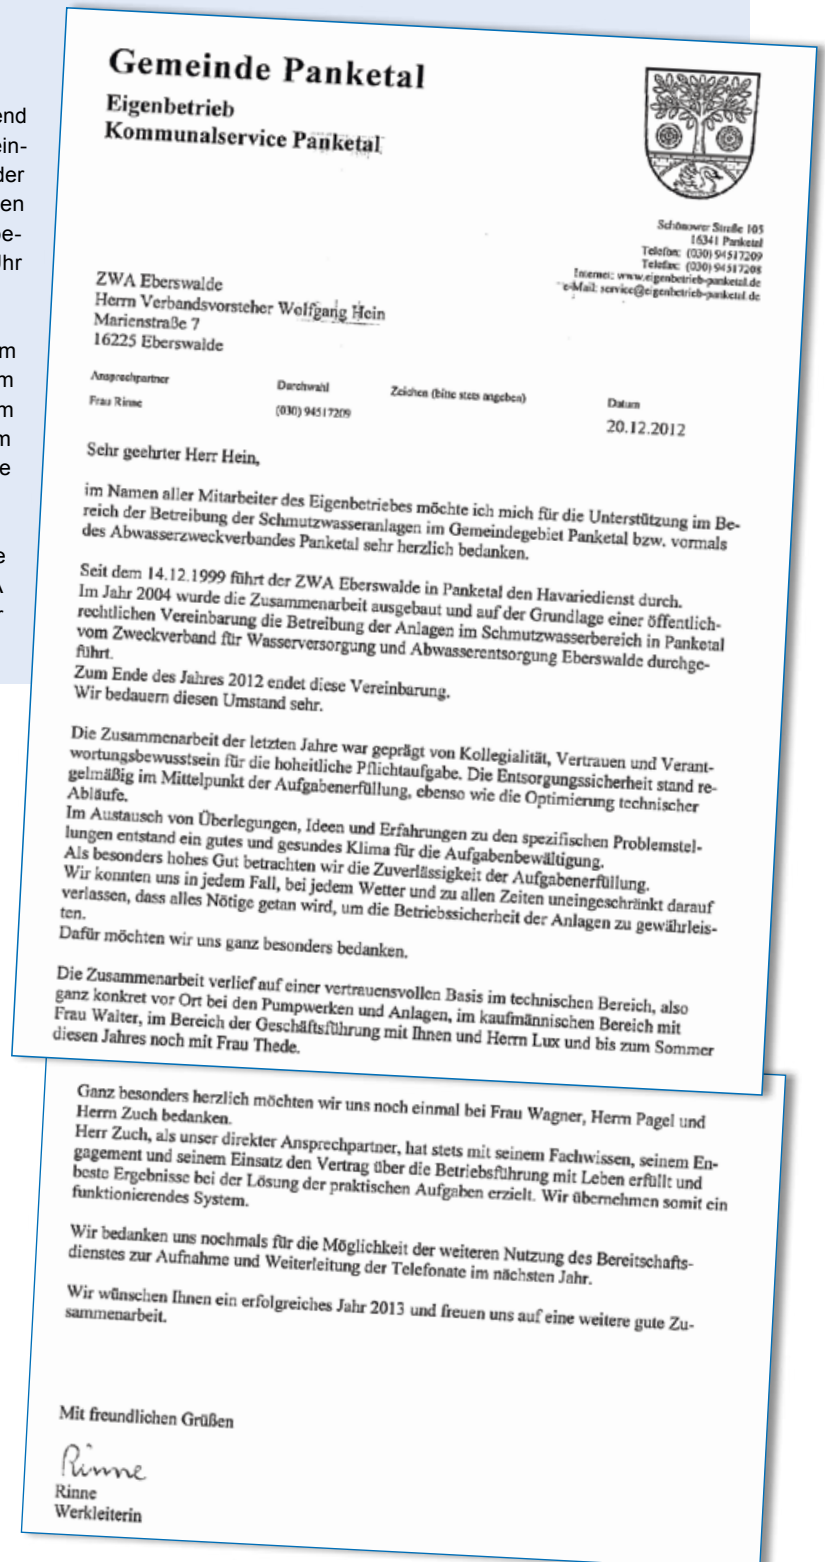 end
ein-
der
en
be-
Uhr
m
m
m
m
e
e
A
r
Gemeinde Panketal
Eigenbetrieb
Kommunalservice Panketal
Schönower Straße 105
16341 Panketal
Telefon: (030) 94517209
Telefax: (030) 94517208
Internet: www.eigenbetrieb-panketal.de
e-Mail: service@eigenbetrieb-panketal.de
ZWA Eberswalde
Herrn Verbandsvorsteher Wolfgang Hein
Marienstraße 7
16225 Eberswalde
Ansprechpartner Durchwahl Zeichen (bitte stets angeben) Datum
Frau Rinne (030) 94517209 20.12.2012
Sehr geehrter Herr Hein,
im Namen aller Mitarbeiter des Eigenbetriebes möchte ich mich für die Unterstützung im Be-
reich der Betreibung der Schmutzwasseranlagen im Gemeindegebiet Panketal bzw. vormals
des Abwasserzweckverbandes Panketal sehr herzlich bedanken.
Seit dem 14.12.1999 führt der ZWA Eberswalde in Panketal den Havariedienst durch.
Im Jahr 2004 wurde die Zusammenarbeit ausgebaut und auf der Grundlage einer öffentlich-
rechtlichen Vereinbarung die Betreibung der Anlagen im Schmutzwasserbereich in Panketal
vom Zweckverband für Wasserversorgung und Abwasserentsorgung Eberswalde durchge-
führt.
Zum Ende des Jahres 2012 endet diese Vereinbarung.
Wir bedauern diesen Umstand sehr.
Die Zusammenarbeit der letzten Jahre war geprägt von Kollegialität, Vertrauen und Verant-
wortungsbewusstsein für die hoheitliche Pflichtaufgabe. Die Entsorgungssicherheit stand re-
gelmäßig im Mittelpunkt der Aufgabenerfüllung, ebenso wie die Optimierung technischer
Abläufe.
Im Austausch von Überlegungen, Ideen und Erfahrungen zu den spezifischen Problemstel-
lungen entstand ein gutes und gesundes Klima für die Aufgabenbewältigung.
Als besonders hohes Gut betrachten wir die Zuverlässigkeit der Aufgabenerfüllung.
Wir konnten uns in jedem Fall, bei jedem Wetter und zu allen Zeiten uneingeschränkt darauf
verlassen, dass alles Nötige getan wird, um die Betriebssicherheit der Anlagen zu gewährleis-
ten.
Dafür möchten wir uns ganz besonders bedanken.
Die Zusammenarbeit verlief auf einer vertrauensvollen Basis im technischen Bereich, also
ganz konkret vor Ort bei den Pumpwerken und Anlagen, im kaufmännischen Bereich mit
Frau Walter, im Bereich der Geschäftsführung mit Ihnen und Herrn Lux und bis zum Sommer
diesen Jahres noch mit Frau Thede.
Ganz besonders herzlich möchten wir uns noch einmal bei Frau Wagner, Herrn Pagel und
Herrn Zuch bedanken.
Herr Zuch, als unser direkter Ansprechpartner, hat stets mit seinem Fachwissen, seinem En-
gagement und seinem Einsatz den Vertrag über die Betriebsführung mit Leben erfüllt und
beste Ergebnisse bei der Lösung der praktischen Aufgaben erzielt. Wir übernehmen somit ein
funktionierendes System.
Wir bedanken uns nochmals für die Möglichkeit der weiteren Nutzung des Bereitschafts-
dienstes zur Aufnahme und Weiterleitung der Telefonate im nächsten Jahr.
Wir wünschen Ihnen ein erfolgreiches Jahr 2013 und freuen uns auf eine weitere gute Zu-
sammenarbeit.
Mit freundlichen Grüßen
Rinne
Rinne
Werkleiterin